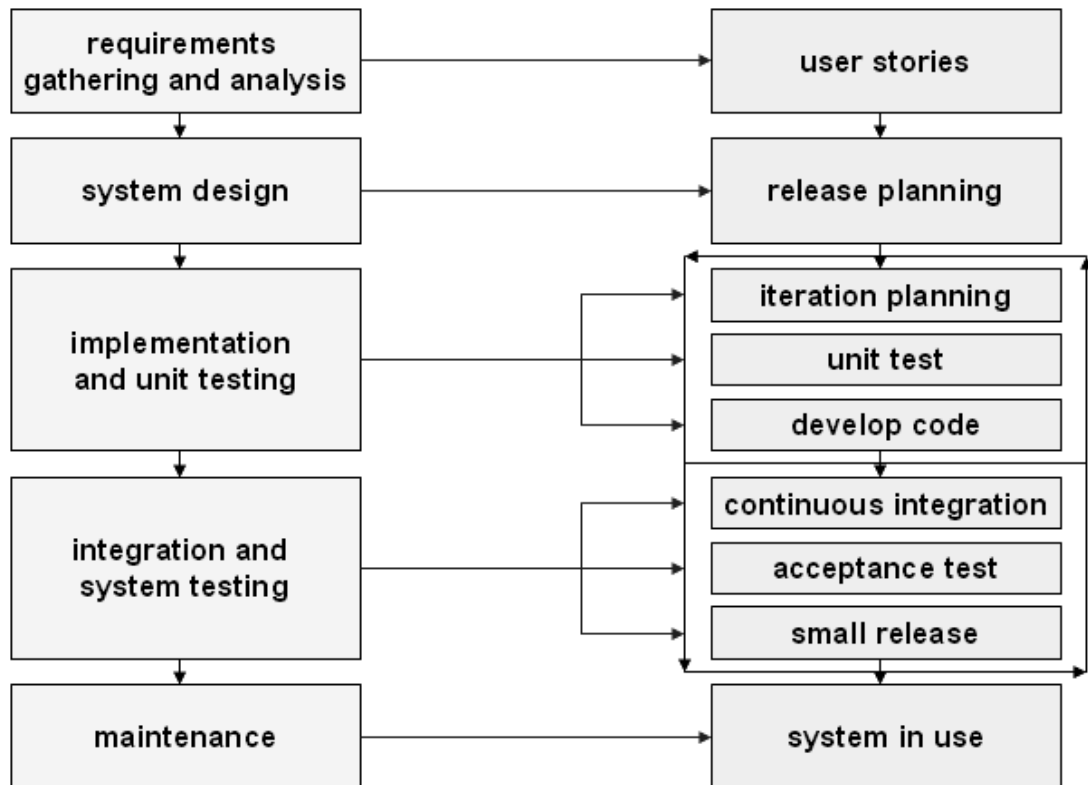 requirements
gathering and analysis
user stories
system design
release planning
implementation
and unit testing
iteration planning
unit test
develop code
integration and
system testing
continuous integration
acceptance test
small release
maintenance
system in use